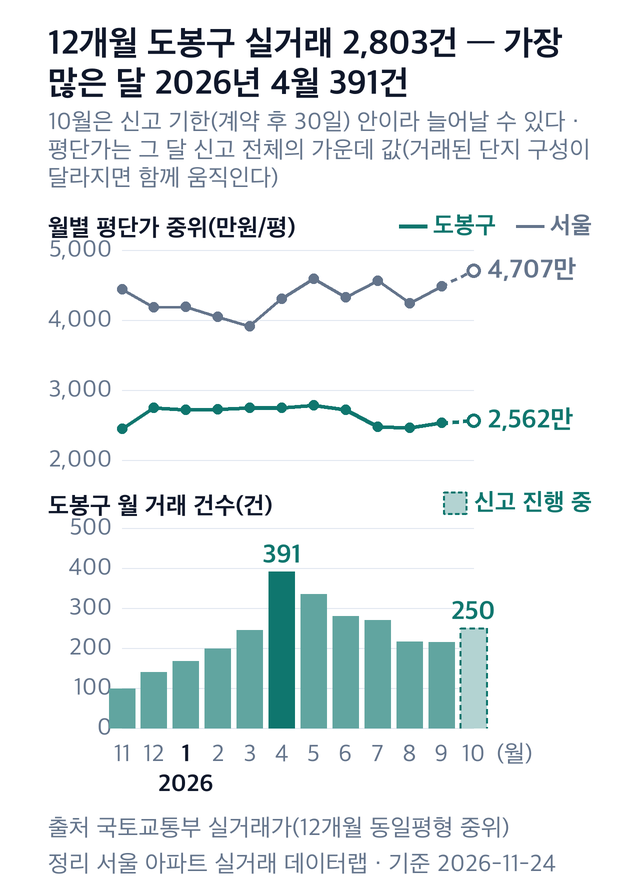 12개월 도봉구 실거래 2,803건 — 가장
많은 달 2026년 4월 391건
10월은 신고 기한(계약 후 30일) 안이라 늘어날 수 있다 ·
평단가는 그 달 신고 전체의 가운데 값(거래된 단지 구성이
달라지면 함께 움직인다)
월별 평단가 중위(만원/평)
도봉구 서울
5,000
4,000
3,000
2,000
4,707만
2,562만
도봉구 월 거래 건수(건)
신고 진행 중
500
400
300
200
100
0
391
250
11 12 1 2 3 4 5 6 7 8 9 10 (월)
2026
출처 국토교통부 실거래가(12개월 동일평형 중위)
정리 서울 아파트 실거래 데이터랩 · 기준 2026-11-24